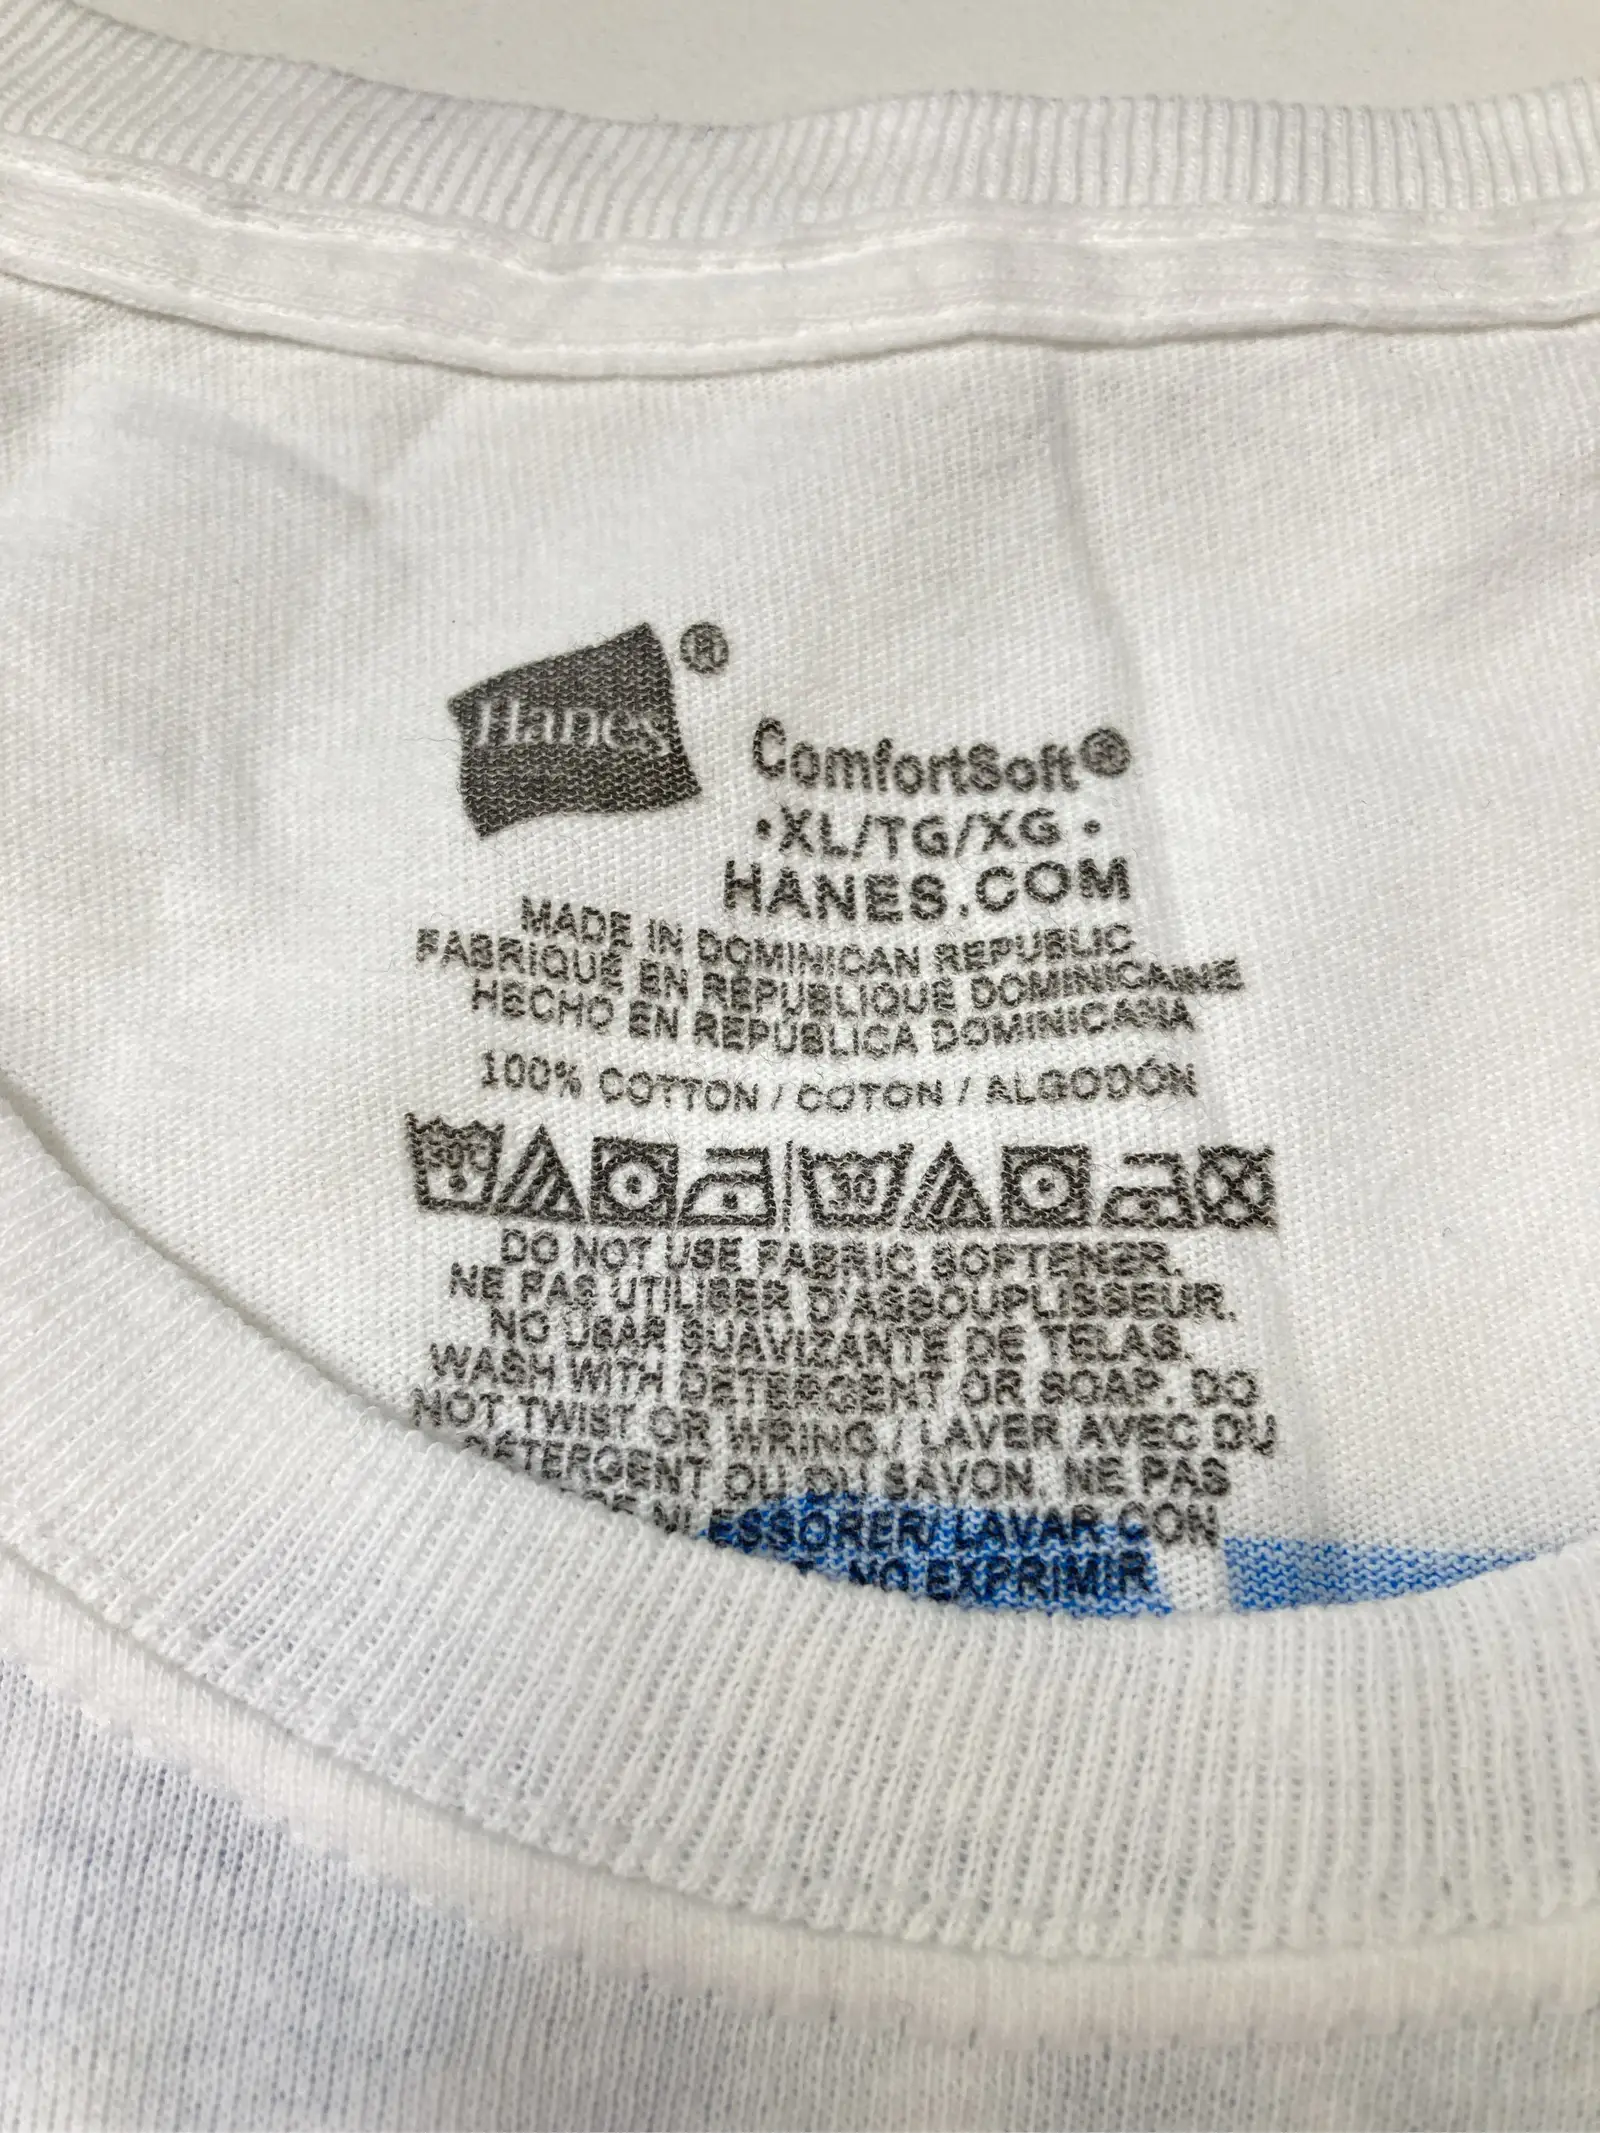 Hanes®
ComfortSoft®
•XL/TG/XG•
HANES.COM
MADE IN DOMINICAN REPUBLIC
FABRIQUÉ EN RÉPUBLIQUE DOMINICAINE
HECHO EN REPÚBLICA DOMINICANA
100% COTTON / COTON / ALGODÓN
30C 30
DO NOT USE FABRIC SOFTENER.
NE PAS UTILISER D'ASSOUPLISSEUR.
NO USAR SUAVIZANTE DE TELAS.
WASH WITH DETERGENT OR SOAP. DO
NOT TWIST OR WRING./ LAVER AVEC DU
DÉTERGENT OU DU SAVON. NE PAS
NI ESSORER/ LAVAR CON
NO EXPRIMIR